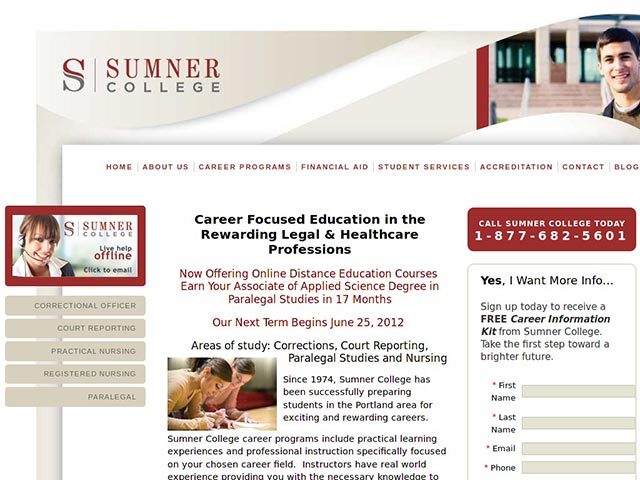 S SUMNER
COLLEGE
HOME ABOUT US CAREER PROGRAMS FINANCIAL AID STUDENT SERVICES ACCREDITATION CONTACT BLOG
S SUMNER
COLLEGE
Live help
offline
Click to email
CORRECTIONAL OFFICER
COURT REPORTING
PRACTICAL NURSING
REGISTERED NURSING
PARALEGAL
Career Focused Education in the
Rewarding Legal & Healthcare
Professions
Now Offering Online Distance Education Courses
Earn Your Associate of Applied Science Degree in
Paralegal Studies in 17 Months
Our Next Term Begins June 25, 2012
Areas of study: Corrections, Court Reporting,
Paralegal Studies and Nursing
Since 1974, Sumner College has
been successfully preparing
students in the Portland area for
exciting and rewarding careers.
Sumner College career programs include practical learning
experiences and professional instruction specifically focused
on your chosen career field. Instructors have real world
experience providing you with the necessary knowledge to
CALL SUMNER COLLEGE TODAY
1-877-682-5601
Yes, I Want More Info...
Sign up today to receive a
FREE Career Information
Kit from Sumner College.
Take the first step toward a
brighter future.
* First
Name
* Last
Name
* Email
* Phone